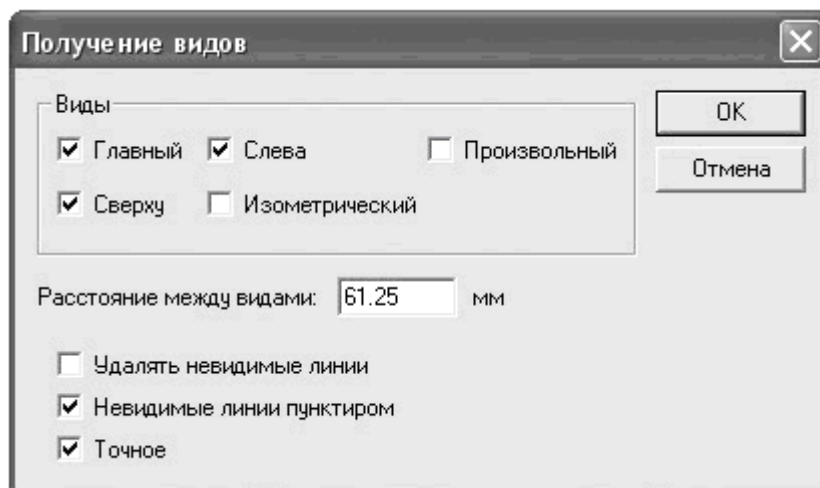 Получение видов
Виды
Главный Слева Произвольный
Сверху Изометрический
OK
Отмена
Расстояние между видами: 61.25 мм
Удалять невидимые линии
Невидимые линии пунктиром
Точное